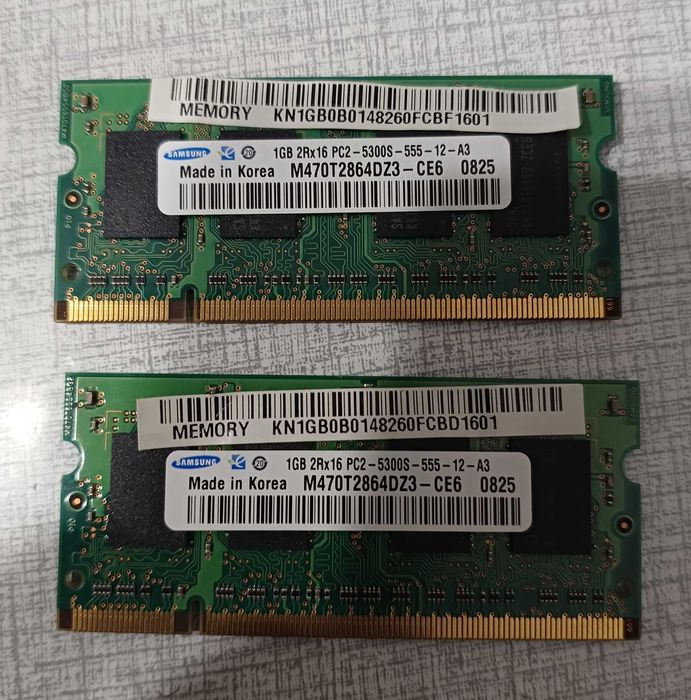 MEMORY KN1GB0B0148260FCBF1601
SAMSUNG 1GB 2Rx16 PC2-5300S-555-12-A3
Made in Korea M470T2864DZ3-CE6 0825
MEMORY KN1GB0B0148260FCBD1601
SAMSUNG 1GB 2Rx16 PC2-5300S-555-12-A3
Made in Korea M470T2864DZ3-CE6 0825